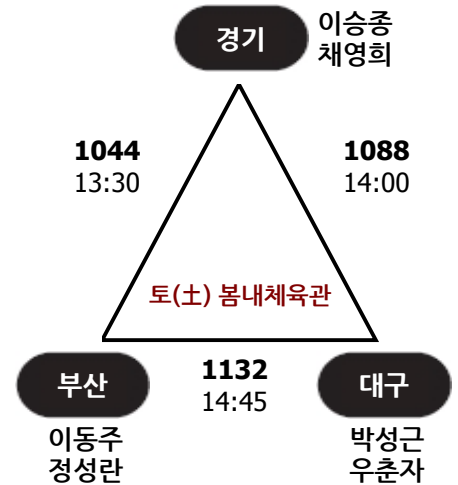 경기
이승종
채영희
1044
13:30
1088
14:00
토(土) 봄내체육관
부산
이동주
정성란
1132
14:45
대구
박성근
우춘자